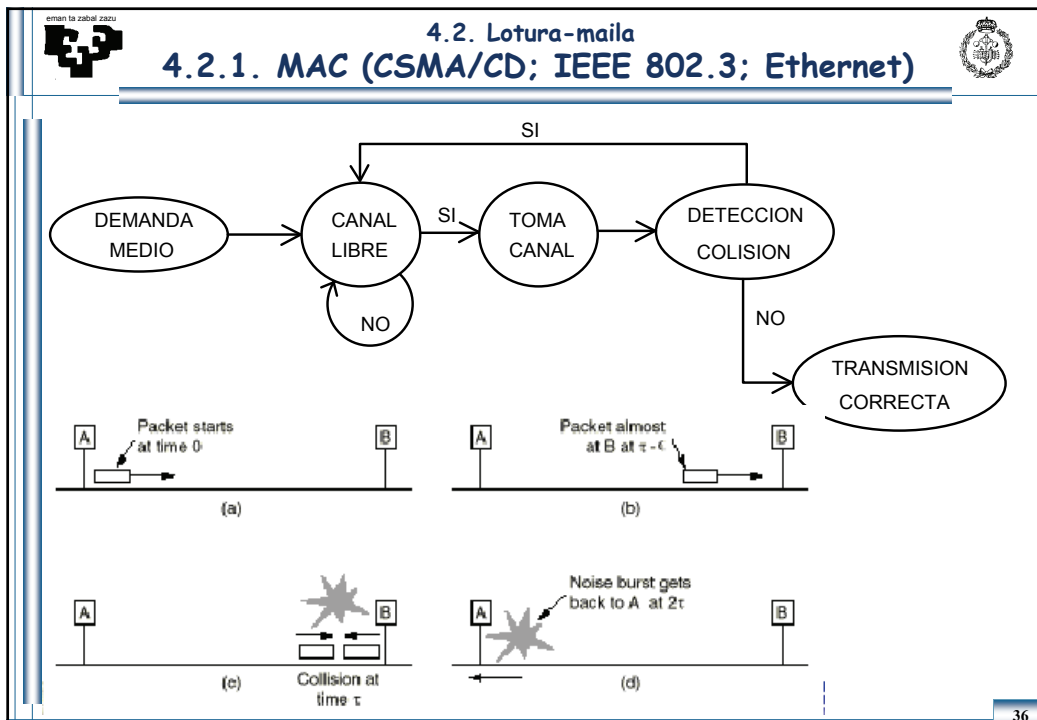 eman ta zabal zazu
4.2. Lotura-maila
4.2.1. MAC (CSMA/CD; IEEE 802.3; Ethernet)
SI
DEMANDA
MEDIO
CANAL
LIBRE
SI
TOMA
CANAL
DETECCION
COLISION
NO
NO
TRANSMISION
CORRECTA
A
Packet starts
at time 0
B
(a)
A
Packet almost
at B at τ-ϵ
B
(b)
A
B
Collision at
time τ
(c)
A
Noise burst gets
back to A at 2τ
B
(d)
36